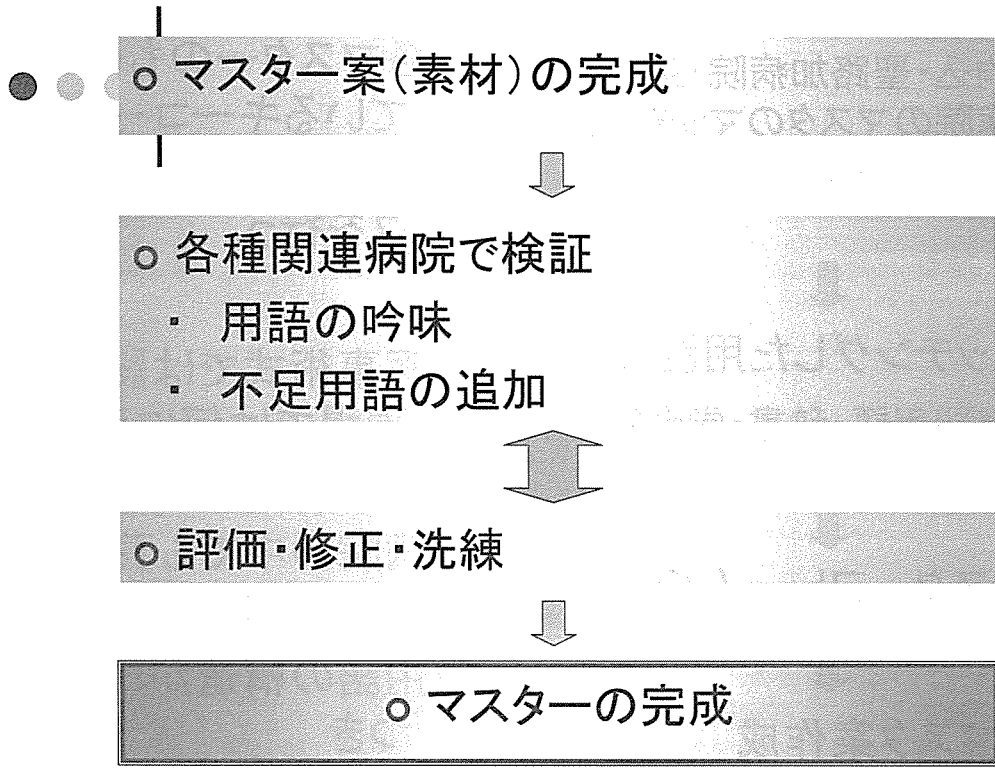 ○ マスター案(素材)の完成
○ 各種関連病院で検証
・ 用語の吟味
・ 不足用語の追加
○ 評価・修正・洗練
○ マスターの完成